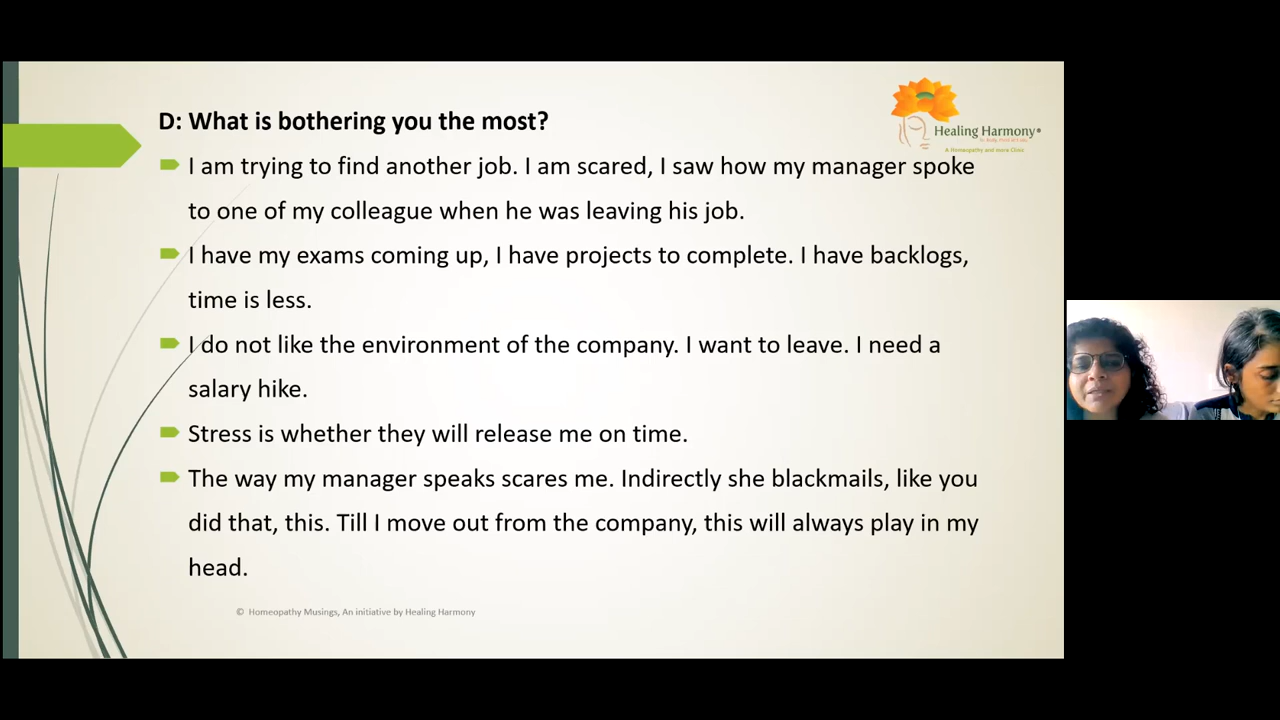 D: What is bothering you the most?
Healing Harmony®
A Homeopathy and more Clinic
I am trying to find another job. I am scared, I saw how my manager spoke
to one of my colleague when he was leaving his job.
I have my exams coming up, I have projects to complete. I have backlogs,
time is less.
I do not like the environment of the company. I want to leave. I need a
salary hike.
Stress is whether they will release me on time.
The way my manager speaks scares me. Indirectly she blackmails, like you
did that, this. Till I move out from the company, this will always play in my
head.
© Homeopathy Musings, An initiative by Healing Harmony